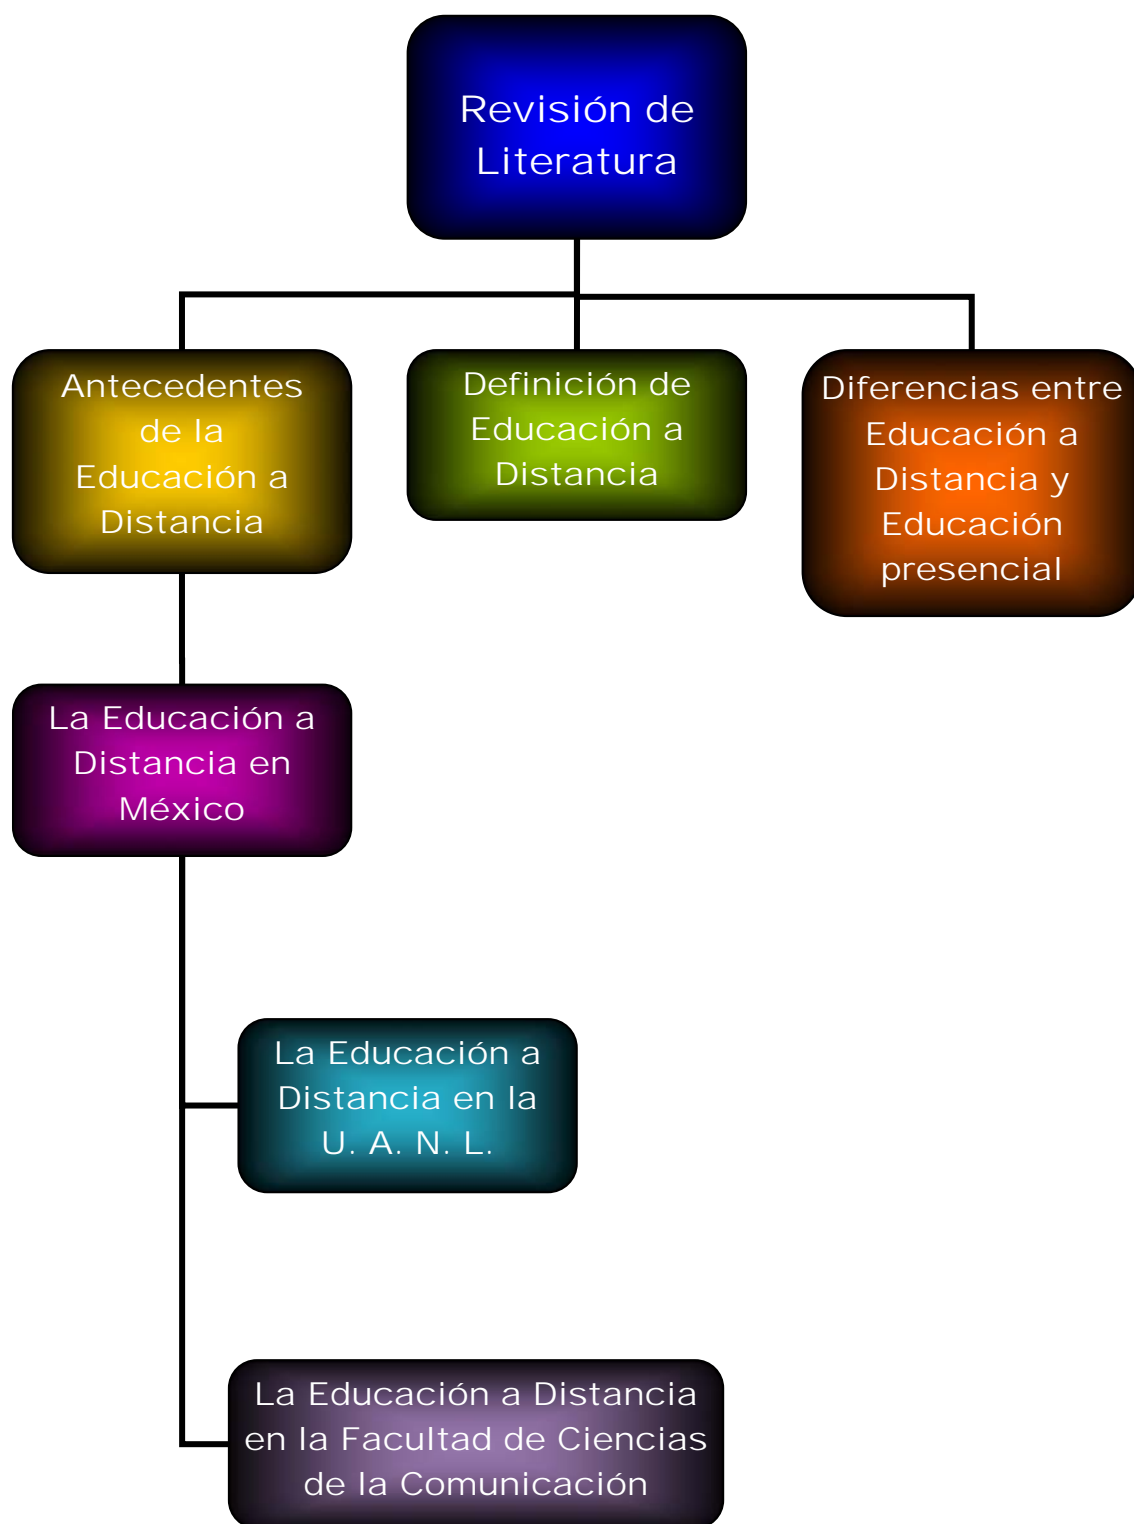 Revisión de
Literatura
Antecedentes
de la
Educación a
Distancia
Definición de
Educación a
Distancia
Diferencias entre
Educación a
Distancia y
Educación
presencial
La Educación a
Distancia en
México
La Educación a
Distancia en la
U. A. N. L.
La Educación a Distancia
en la Facultad de Ciencias
de la Comunicación